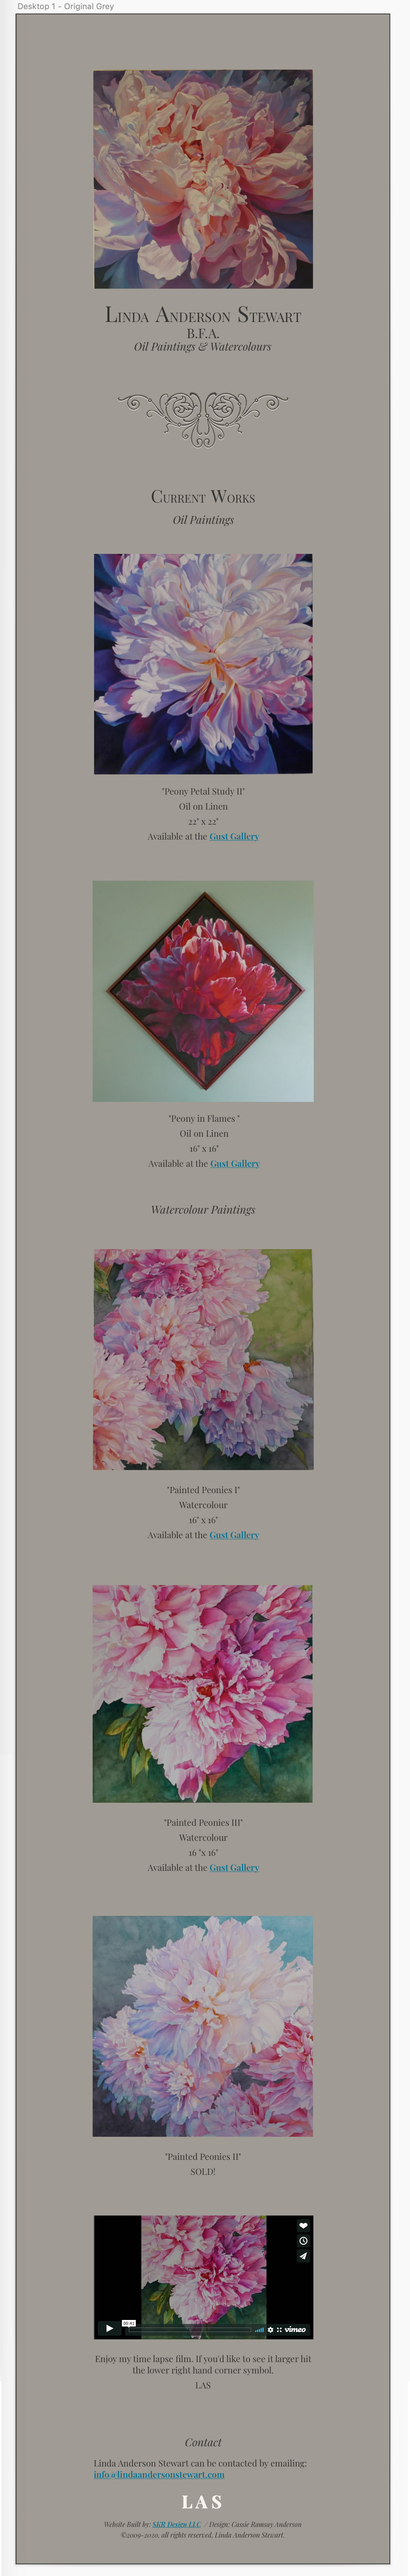 Desktop 1 - Original Grey
Linda Anderson Stewart
B.F.A.
Oil Paintings & Watercolours
Current Works
Oil Paintings
"Peony Petal Study II"
Oil on Linen
22" x 22"
Available at the Gust Gallery
"Peony in Flames "
Oil on Linen
16" x 16"
Available at the Gust Gallery
Watercolour Paintings
"Painted Peonies I"
Watercolour
16" x 16"
Available at the Gust Gallery
"Painted Peonies III"
Watercolour
16 "x 16"
Available at the Gust Gallery
"Painted Peonies II"
SOLD!
00:41
vimeo
Enjoy my time lapse film. If you'd like to see it larger hit
the lower right hand corner symbol.
LAS
Contact
Linda Anderson Stewart can be contacted by emailing:
info@lindaandersonstewart.com
LAS
Website Built by: SKR Design LLC / Design: Cassie Ramsay Anderson
©2009-2020, all rights reserved, Linda Anderson Stewart.